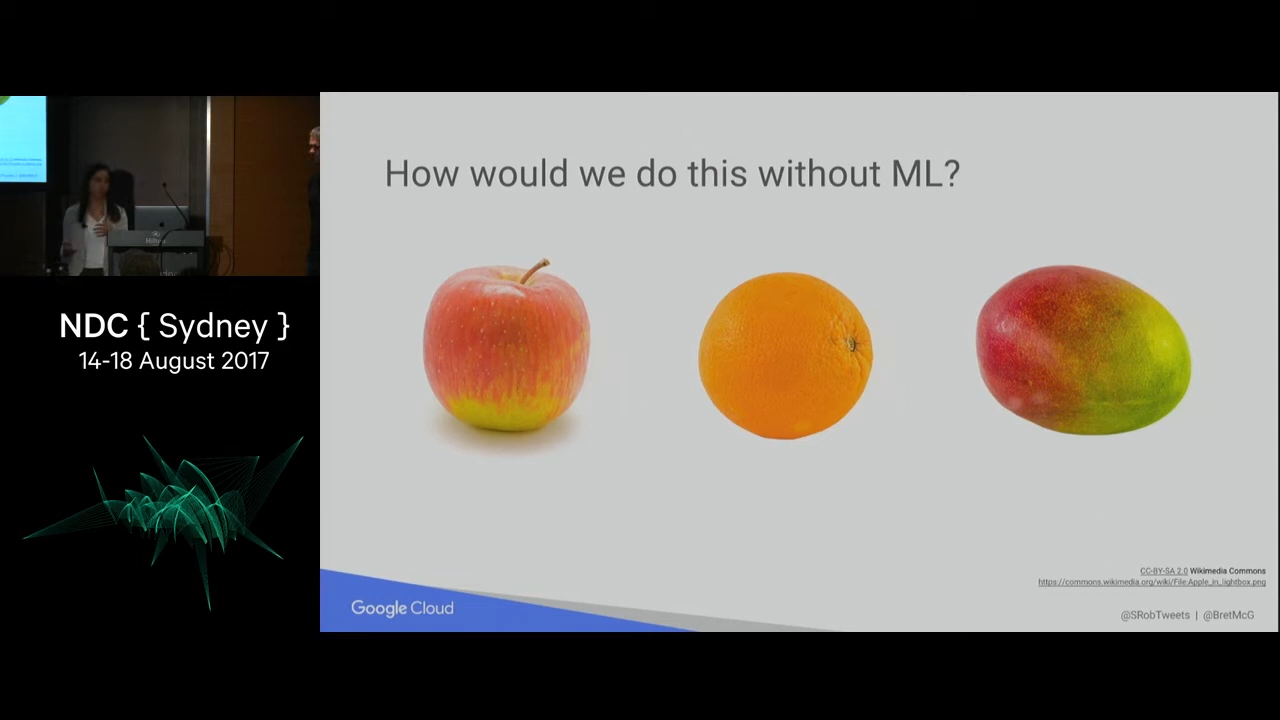 How would we do this without ML?
Hilton
NDC { Sydney }
14-18 August 2017
CC-BY-SA 2.0 Wikimedia Commons
https://commons.wikimedia.org/wiki/File:Apple_in_lightbox.png
Google Cloud
@SRobTweets | @BretMcG